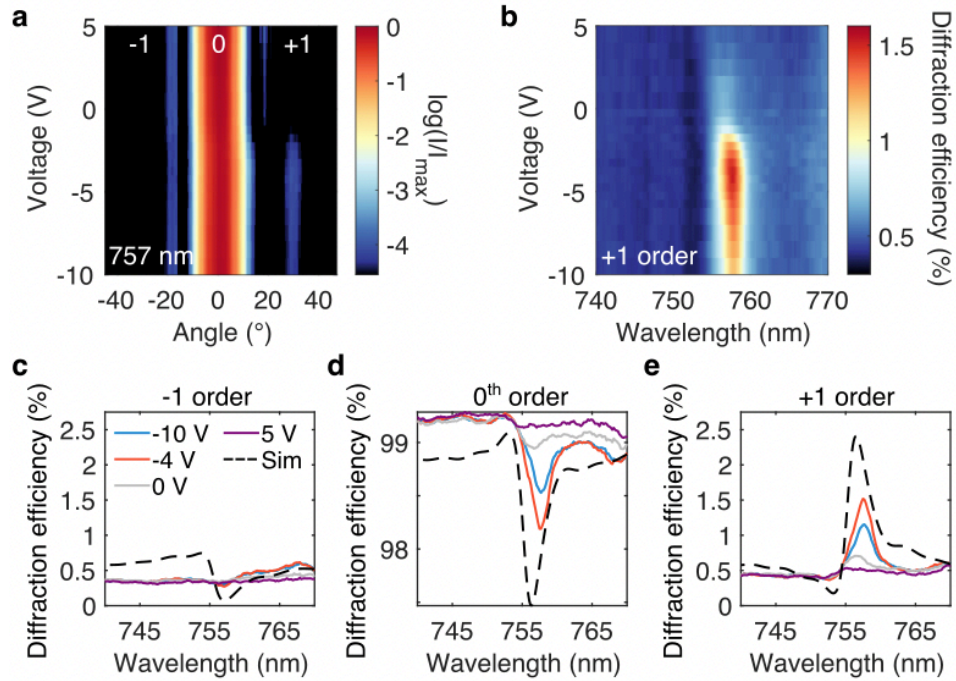 a
-1 0 +1
757 nm
5
0
-5
-10
Voltage (V)
-40 -20 0 20 40
Angle (°)
0
-1
-2
-3
-4
log(I/I_max)
b
+1 order
5
0
-5
-10
Voltage (V)
740 750 760 770
Wavelength (nm)
1.5
1
0.5
Diffraction efficiency (%)
c
-1 order
-10 V
-4 V
0 V
5 V
Sim
2.5
2
1.5
1
0.5
0
Diffraction efficiency (%)
745 755 765
Wavelength (nm)
d
0th order
99
98
Diffraction efficiency (%)
745 755 765
Wavelength (nm)
e
+1 order
2.5
2
1.5
1
0.5
0
Diffraction efficiency (%)
745 755 765
Wavelength (nm)